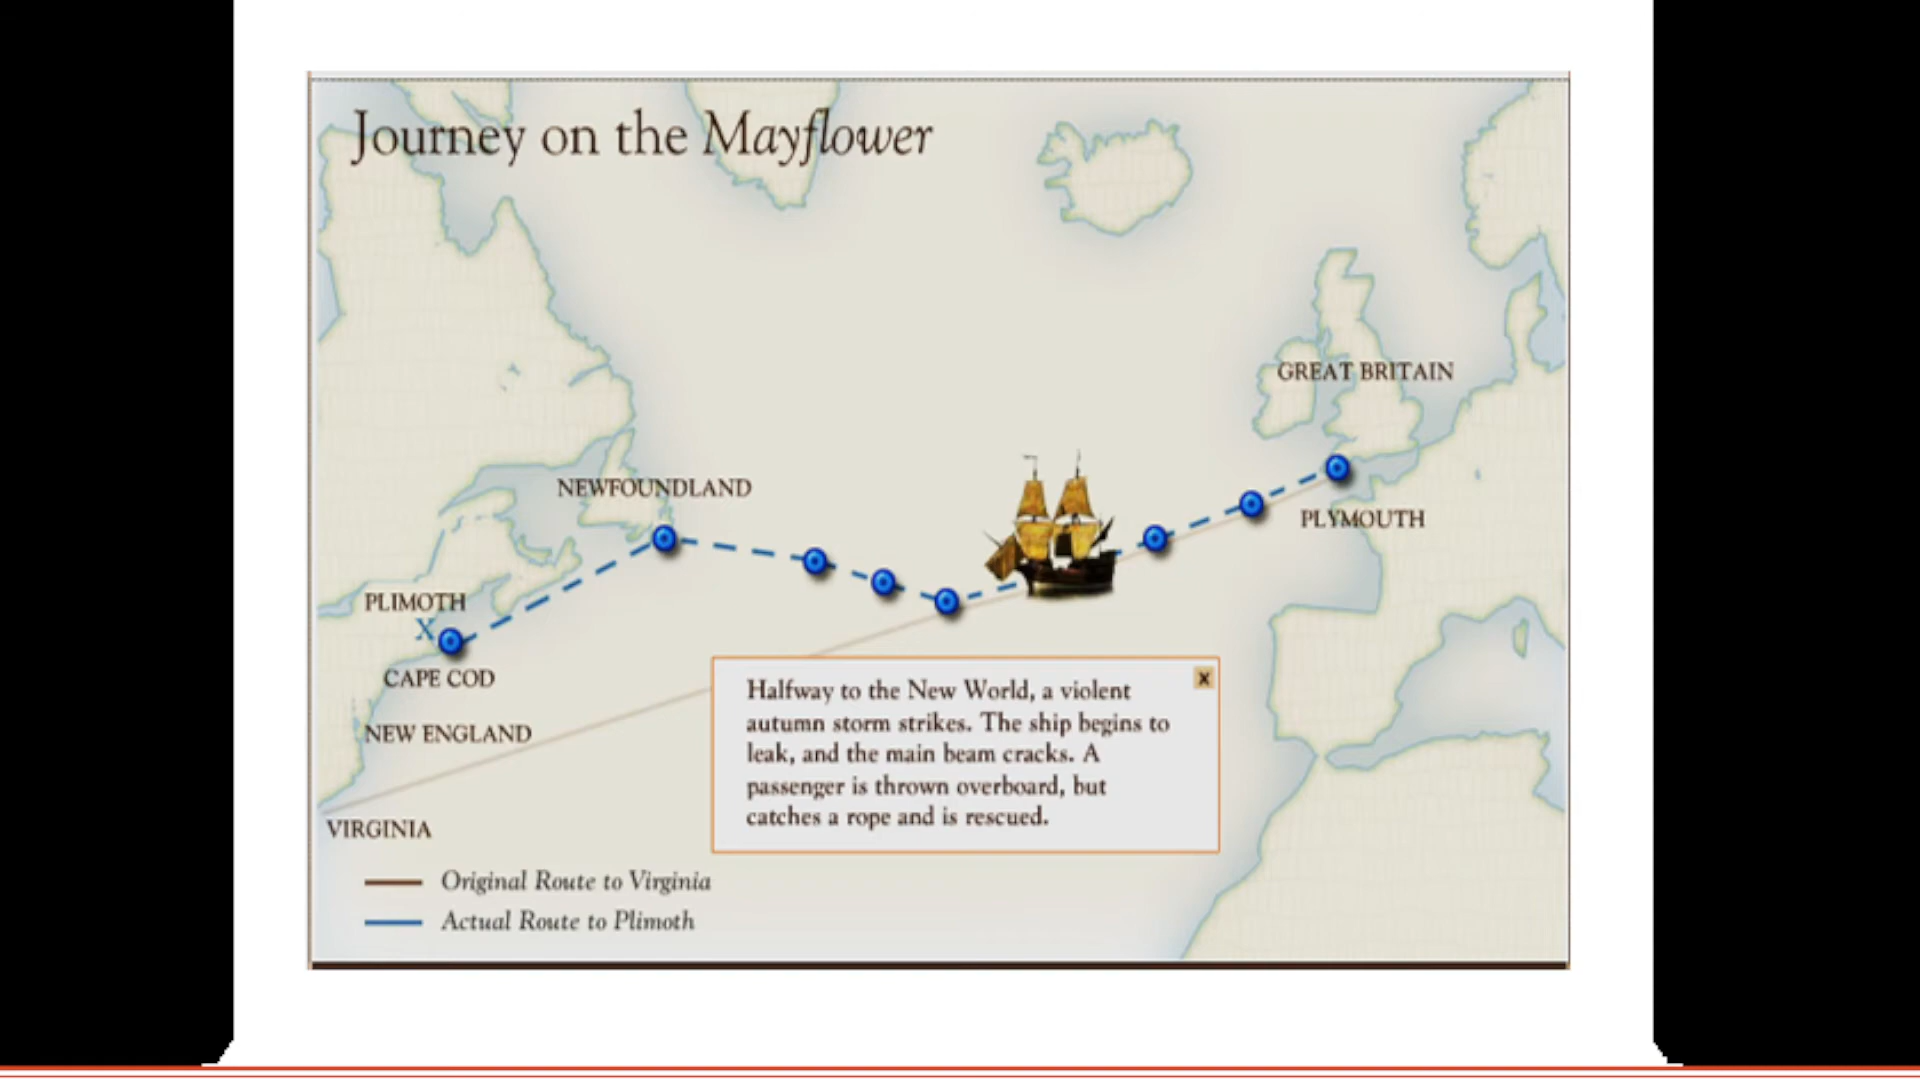 Journey on the Mayflower
GREAT BRITAIN
NEWFOUNDLAND
PLYMOUTH
PLIMOTH
X
CAPE COD
NEW ENGLAND
VIRGINIA
X
Halfway to the New World, a violent
autumn storm strikes. The ship begins to
leak, and the main beam cracks. A
passenger is thrown overboard, but
catches a rope and is rescued.
Original Route to Virginia
Actual Route to Plimoth